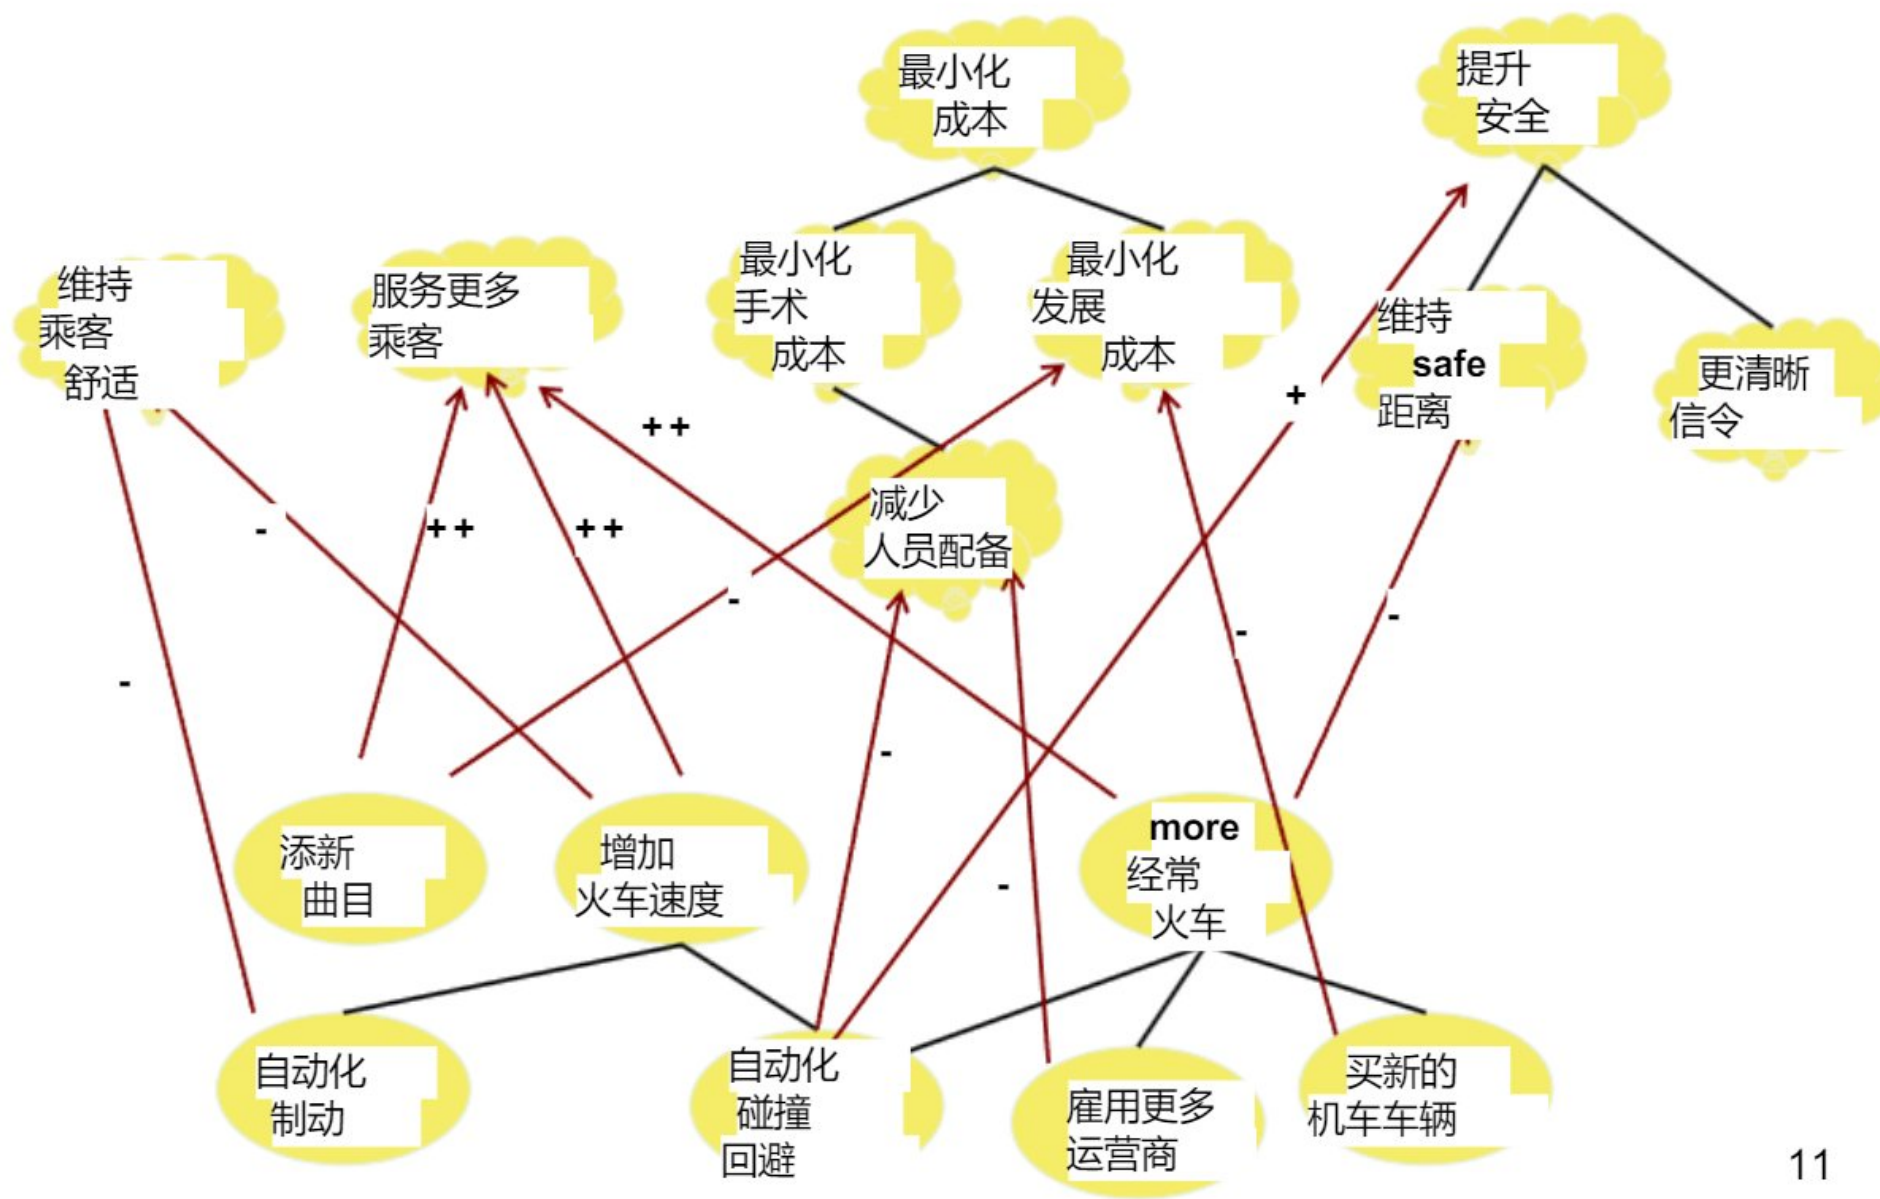 最小化
成本
提升
安全
维持
乘客
舒适
服务更多
乘客
最小化
手术
成本
最小化
发展
成本
维持
safe
距离
更清晰
信令
减少
人员配备
++
++
++
-
-
-
-
-
-
-
+
添新
曲目
增加
火车速度
more
经常
火车
自动化
制动
自动化
碰撞
回避
雇用更多
运营商
买新的
机车车辆
11